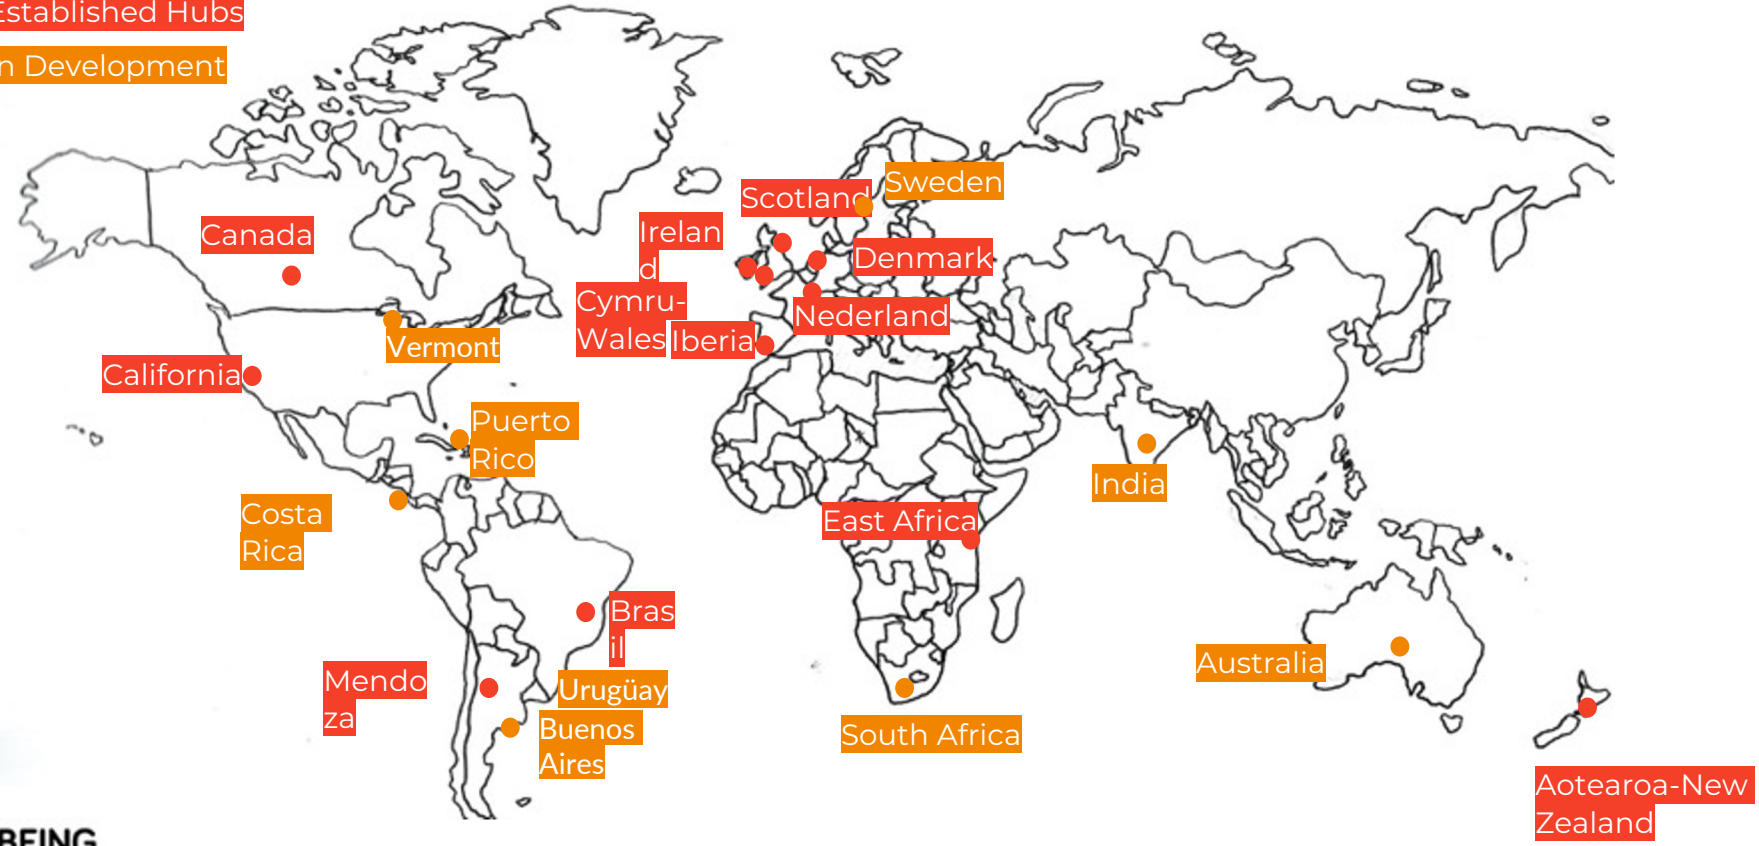 Established Hubs
n Development
Sweden
Scotland
Irelan
d
Canada
Denmark
Cymru-
Wales
Nederland
Iberia
Vermont
California
Puerto
Rico
India
Costa
Rica
East Africa
Bras
il
Australia
Mendo
za
Urugüay
Buenos
Aires
South Africa
Aotearoa-New
Zealand
BEING